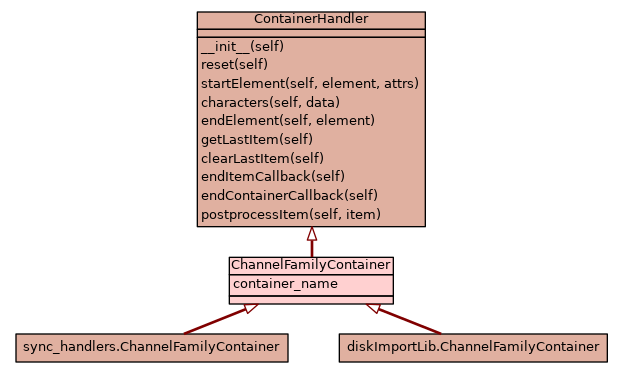 ContainerHandler
__init__(self)
reset(self)
startElement(self, element, attrs)
characters(self, data)
endElement(self, element)
getLastItem(self)
clearLastItem(self)
endItemCallback(self)
endContainerCallback(self)
postprocessItem(self, item)
ChannelFamilyContainer
container_name
sync_handlers.ChannelFamilyContainer
diskImportLib.ChannelFamilyContainer